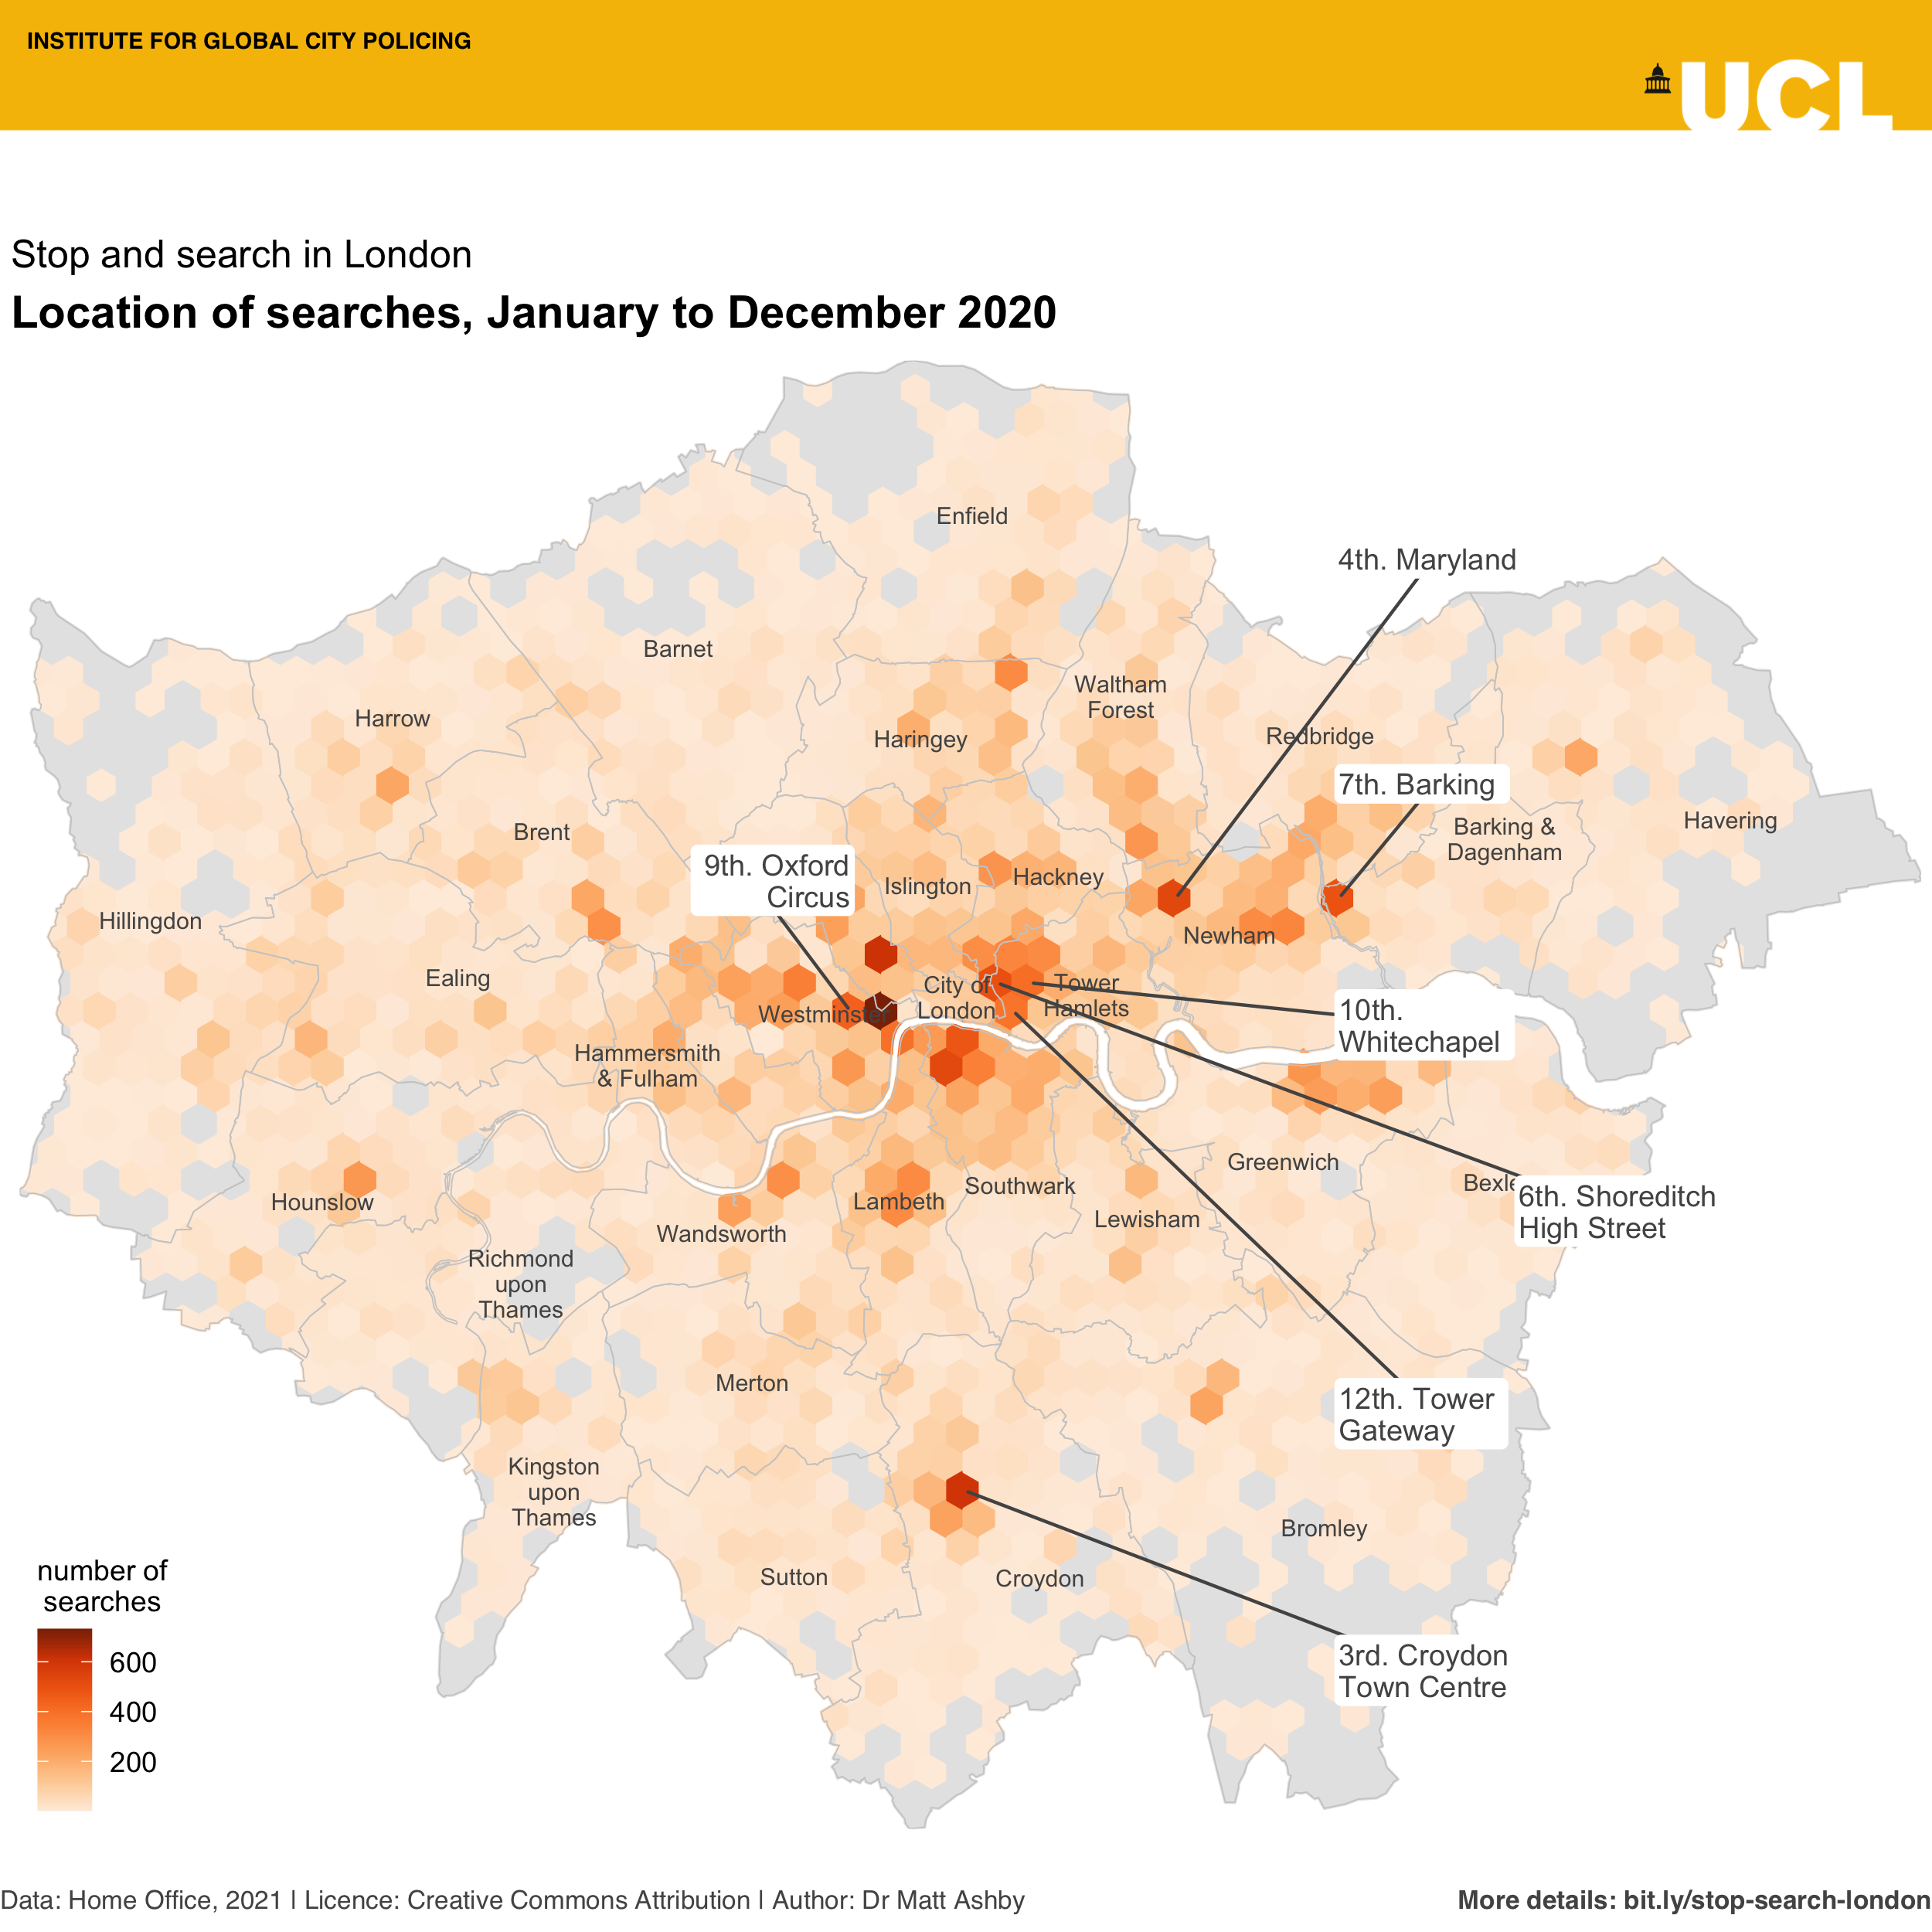 INSTITUTE FOR GLOBAL CITY POLICING
UCL
Stop and search in London
Location of searches, January to December 2020
Enfield
4th. Maryland
Barnet
Waltham
Forest
Harrow
Haringey
Redbridge
7th. Barking
Brent
Barking &
Dagenham
Havering
9th. Oxford
Circus
Islington
Hackney
Hillingdon
Newham
Ealing
City of
London
Tower
Hamlets
Westminster
10th.
Whitechapel
Hammersmith
& Fulham
Greenwich
Bexle
6th. Shoreditch
High Street
Hounslow
Lambeth
Southwark
Lewisham
Wandsworth
Richmond
upon
Thames
Merton
12th. Tower
Gateway
Kingston
upon
Thames
Bromley
Sutton
Croydon
3rd. Croydon
Town Centre
number of
searches
600
400
200
Data: Home Office, 2021 | Licence: Creative Commons Attribution | Author: Dr Matt Ashby
More details: bit.ly/stop-search-london